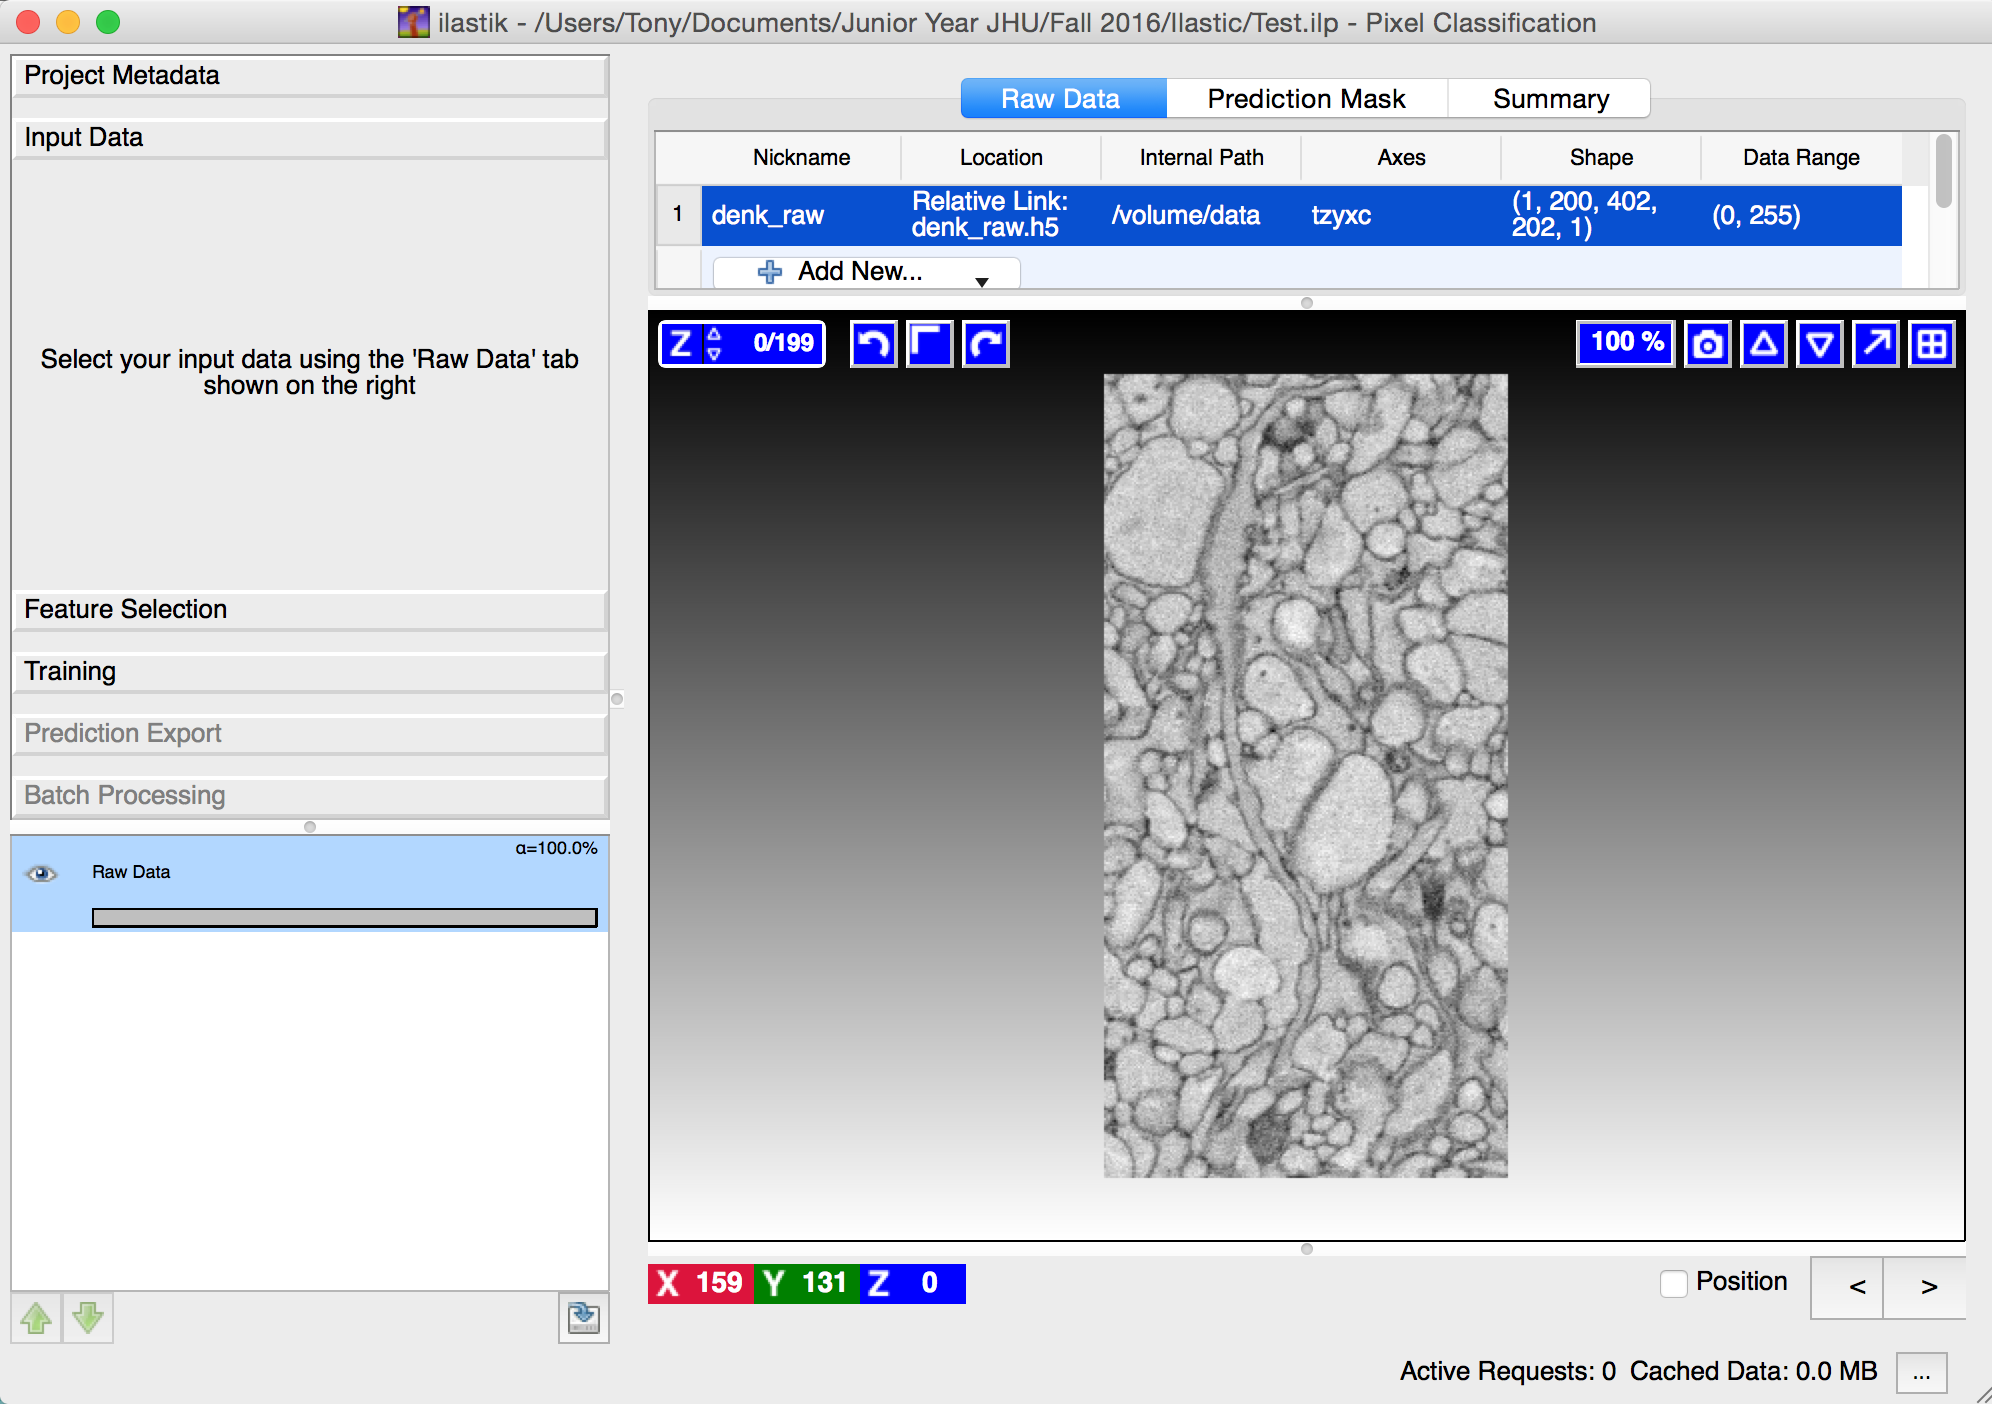 ilastik - /Users/Tony/Documents/Junior Year JHU/Fall 2016/Ilastic/Test.ilp - Pixel Classification
Project Metadata
Input Data
Select your input data using the 'Raw Data' tab
shown on the right
Feature Selection
Training
Prediction Export
Batch Processing
α=100.0%
Raw Data
Raw Data Prediction Mask Summary
Nickname Location Internal Path Axes Shape Data Range
1 denk_raw Relative Link: denk_raw.h5 /volume/data tzyxc (1, 200, 402, 202, 1) (0, 255)
Add New...
Z 0/199 100 %
X 159 Y 131 Z 0
Position < >
Active Requests: 0 Cached Data: 0.0 MB ...